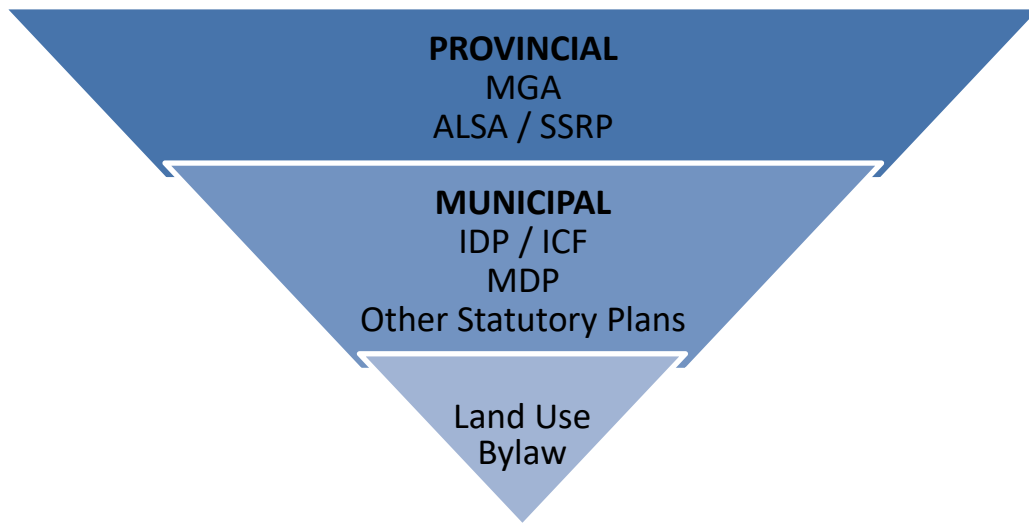 PROVINCIAL
MGA
ALSA / SSRP
MUNICIPAL
IDP / ICF
MDP
Other Statutory Plans
Land Use
Bylaw